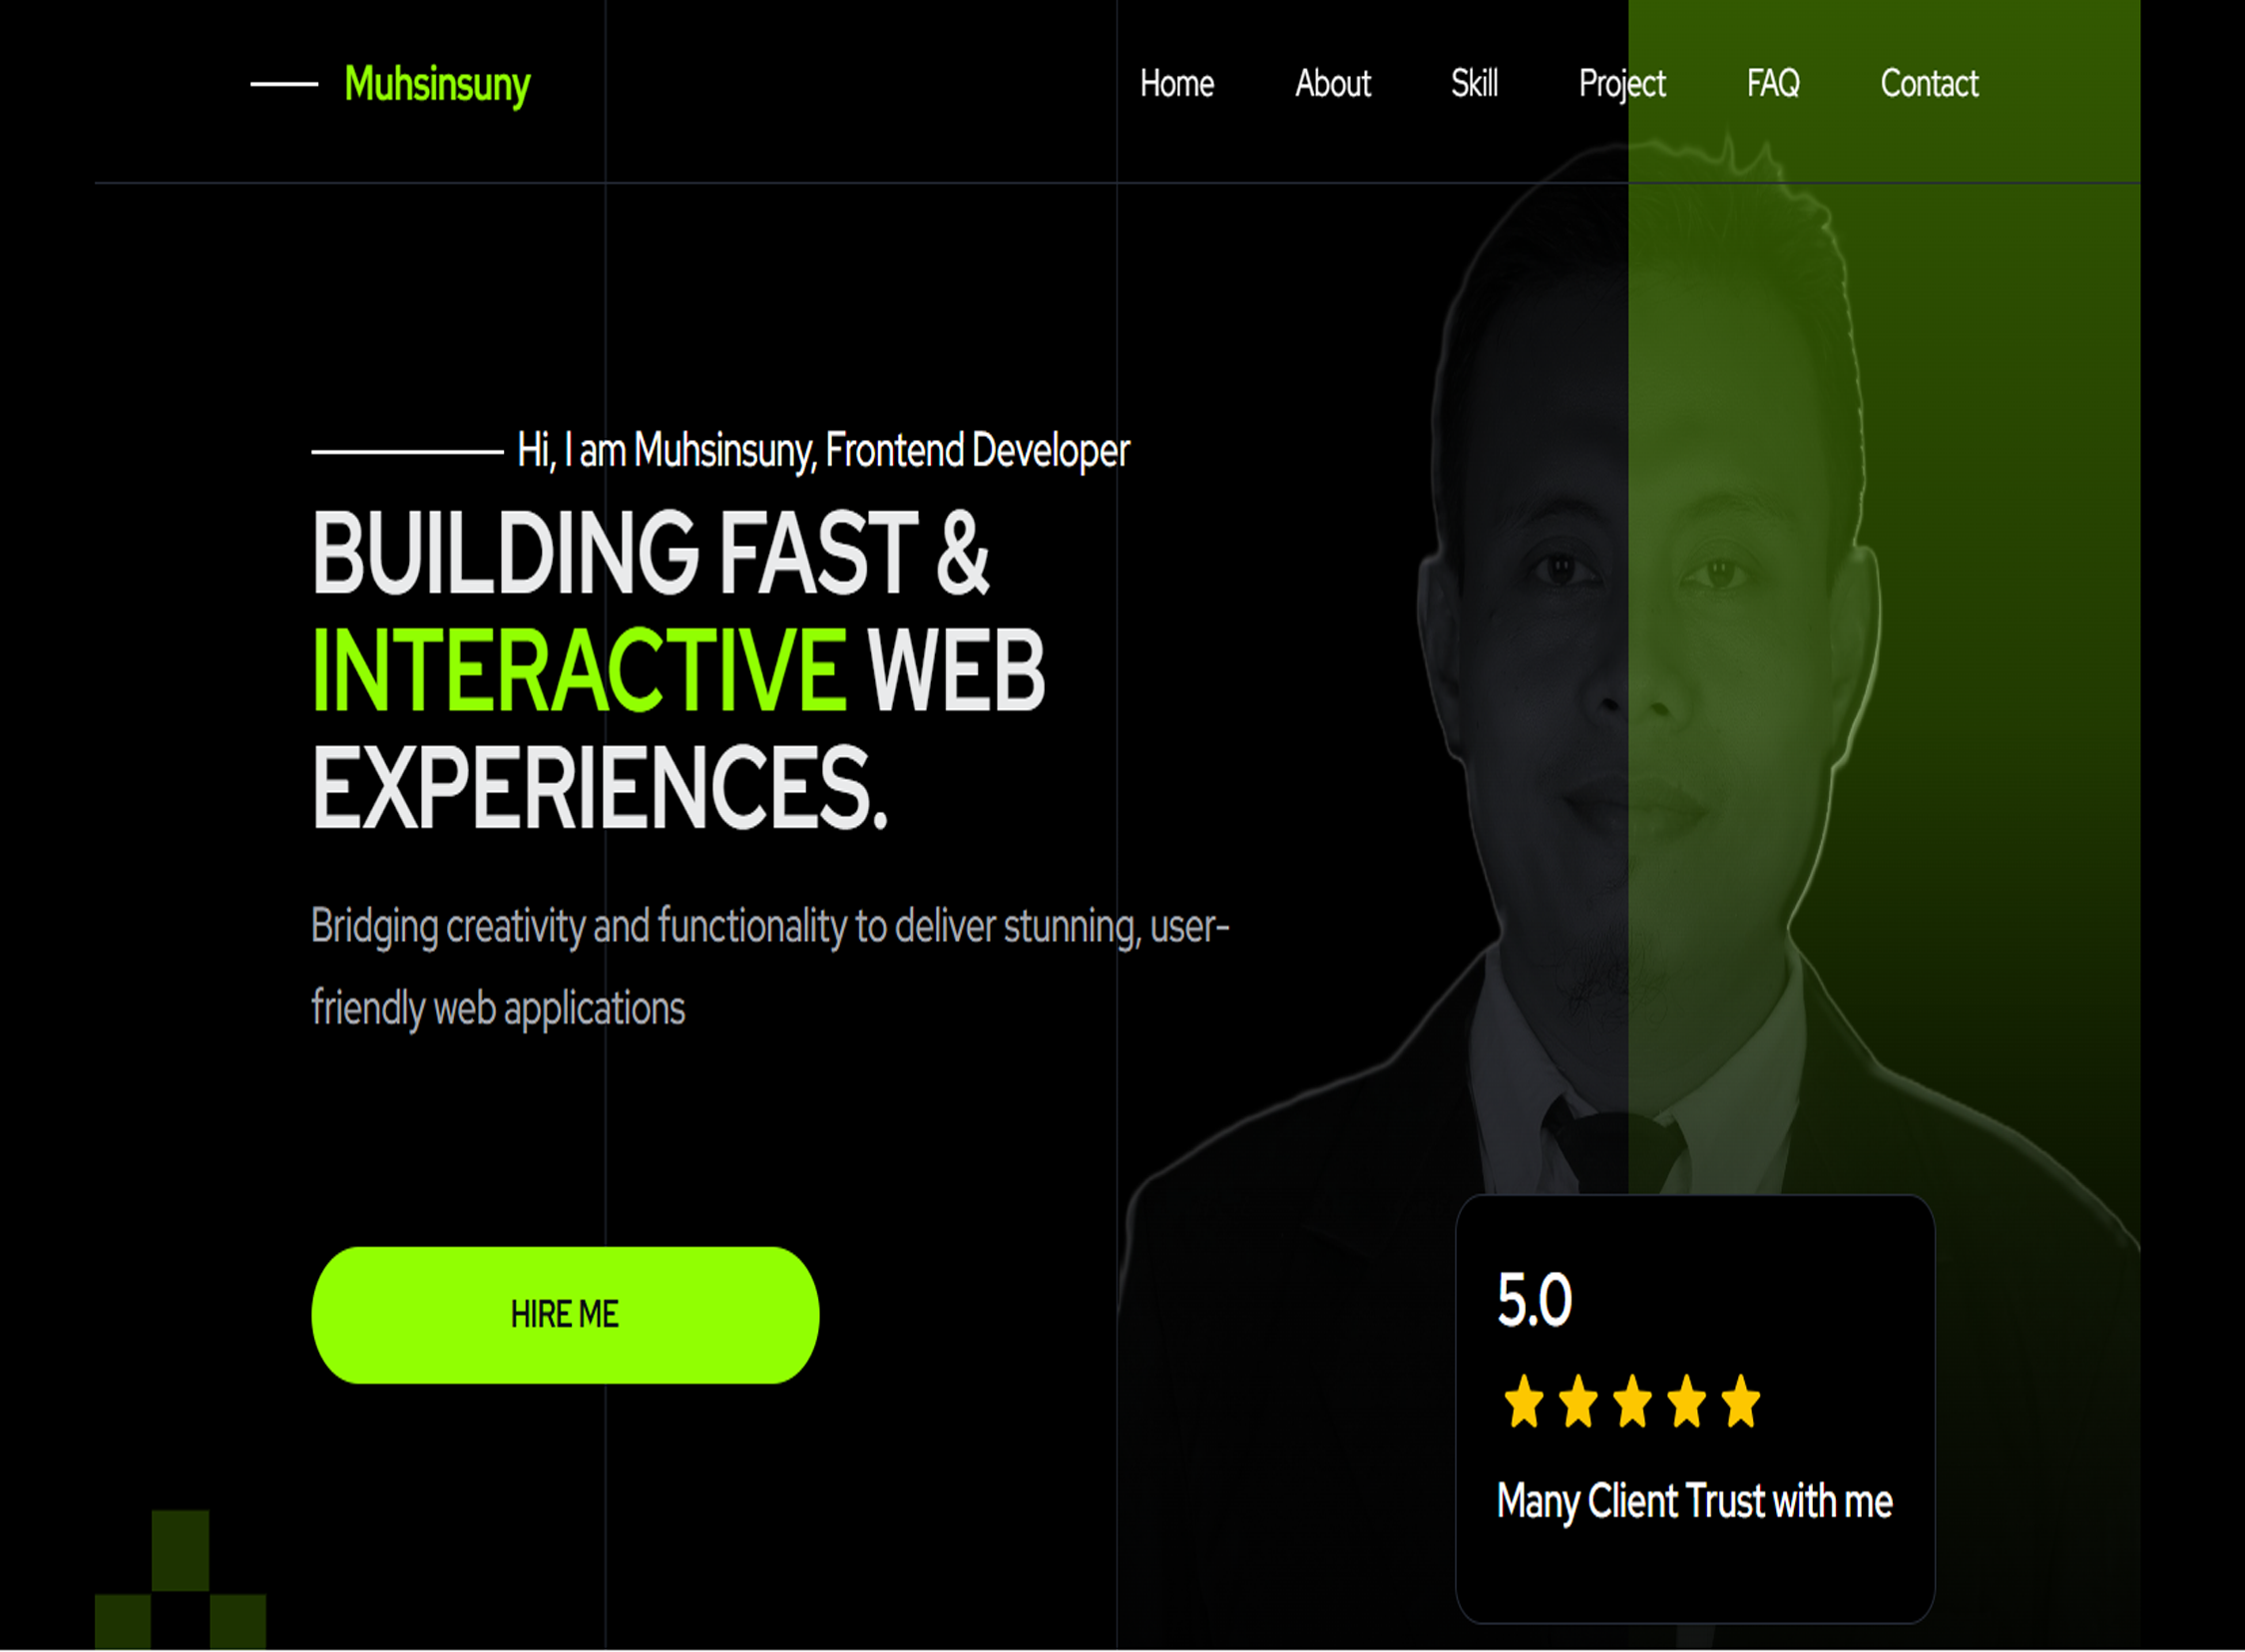 Muhsinsuny
Home About Skill Project FAQ Contact
Hi, I am Muhsinsuny, Frontend Developer
BUILDING FAST &
INTERACTIVE WEB
EXPERIENCES.
Bridging creativity and functionality to deliver stunning, user-
friendly web applications
HIRE ME
5.0
Many Client Trust with me